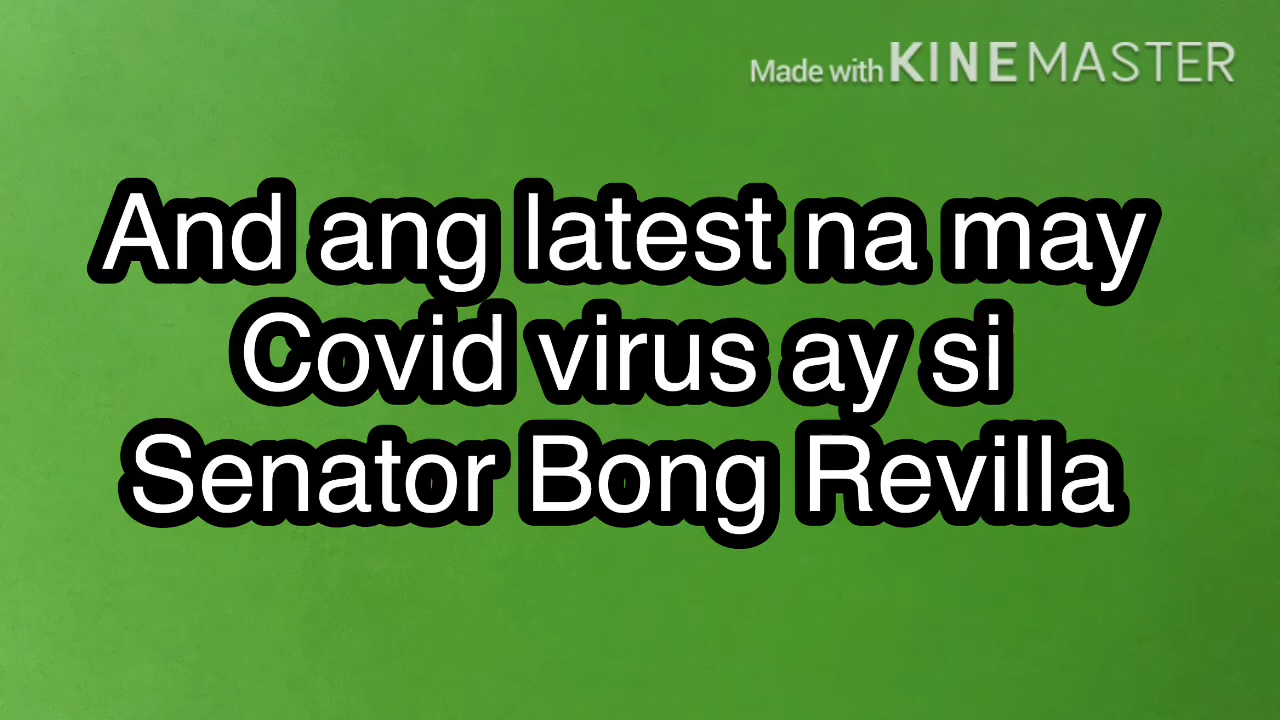 Made with KINEMASTER
And ang latest na may
Covid virus ay si
Senator Bong Revilla